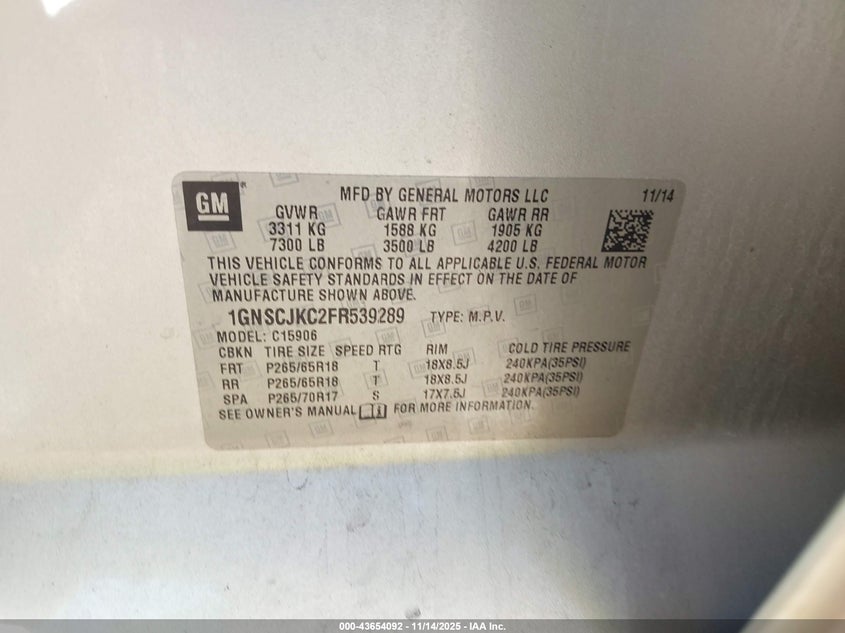 GM
MFD BY GENERAL MOTORS LLC 11/14
GVWR GAWR FRT GAWR RR
3311 KG 1588 KG 1905 KG
7300 LB 3500 LB 4200 LB
THIS VEHICLE CONFORMS TO ALL APPLICABLE U.S. FEDERAL MOTOR
VEHICLE SAFETY STANDARDS IN EFFECT ON THE DATE OF
MANUFACTURE SHOWN ABOVE.
1GNSCJKC2FR539289 TYPE: M.P.V.
MODEL: C15906
CBKN TIRE SIZE SPEED RTG RIM COLD TIRE PRESSURE
FRT P265/65R18 T 18X8.5J 240KPA(35PSI)
RR P265/65R18 T 18X8.5J 240KPA(35PSI)
SPA P265/70R17 S 17X7.5J 240KPA(35PSI)
SEE OWNER'S MANUAL FOR MORE INFORMATION.
000-43654092 - 11/14/2025 - IAA Inc.